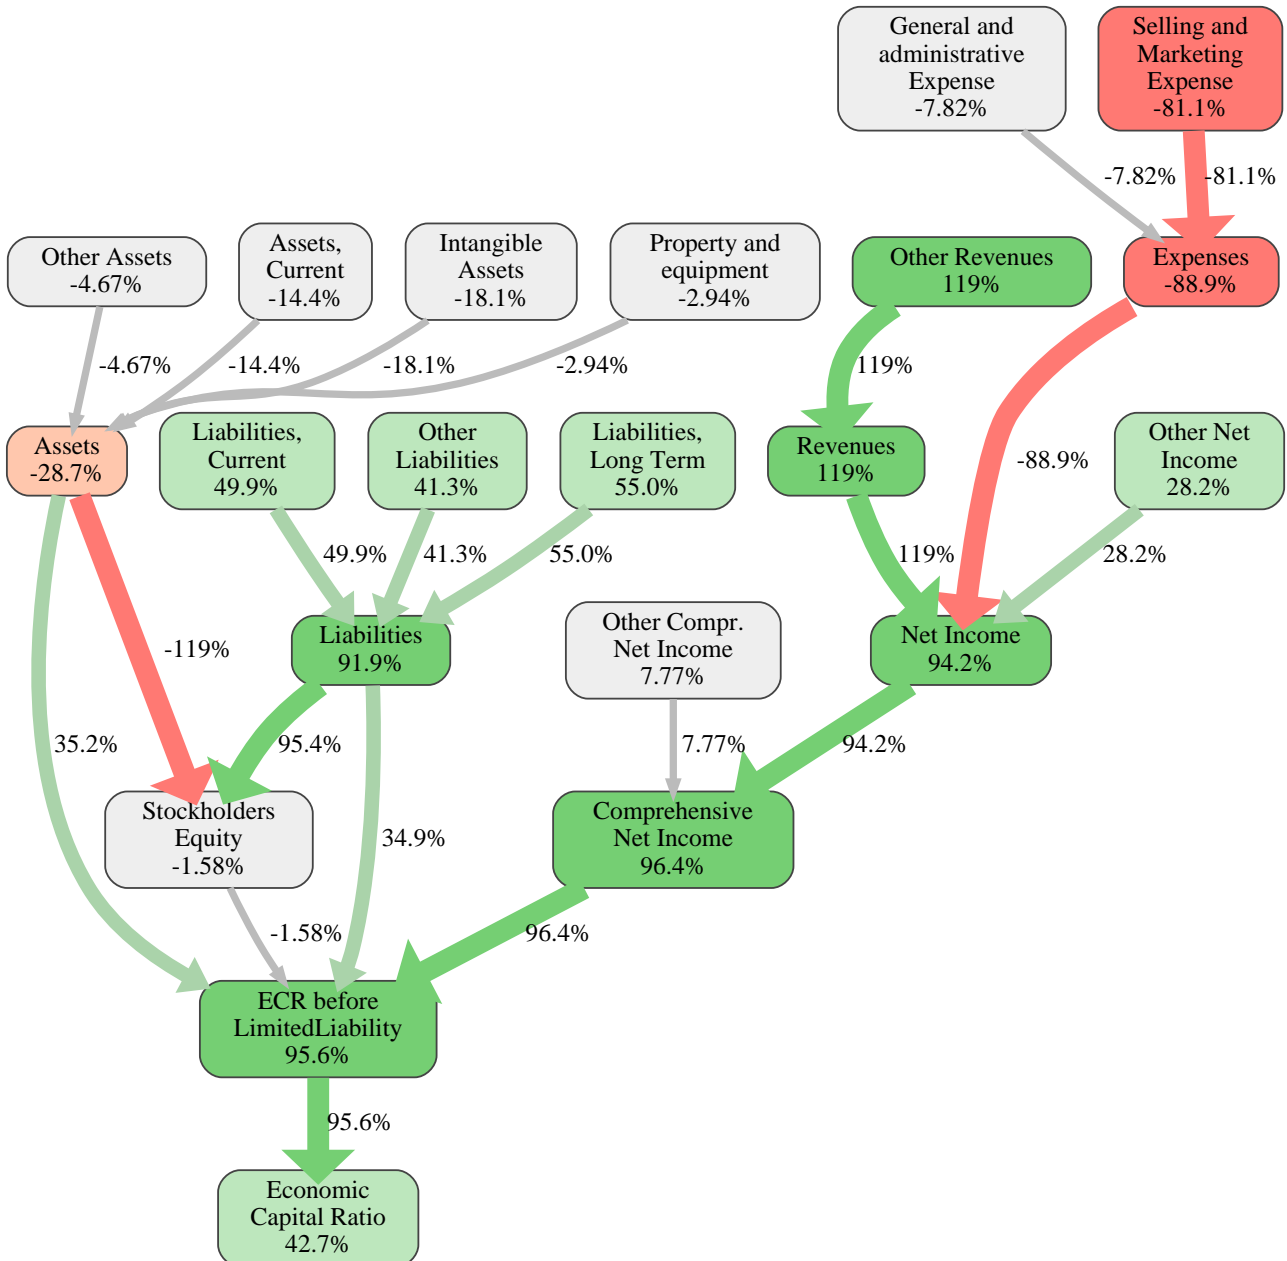 General and
administrative
Expense
-7.82%
Selling and
Marketing
Expense
-81.1%
-7.82%
-81.1%
Other Assets
-4.67%
Assets,
Current
-14.4%
Intangible
Assets
-18.1%
Property and
equipment
-2.94%
Other Revenues
119%
Expenses
-88.9%
-4.67%
-14.4%
-18.1%
-2.94%
119%
-88.9%
Assets
-28.7%
Liabilities,
Current
49.9%
Other
Liabilities
41.3%
Liabilities,
Long Term
55.0%
Revenues
119%
Other Net
Income
28.2%
49.9%
41.3%
55.0%
119%
28.2%
-119%
Liabilities
91.9%
Other Compr.
Net Income
7.77%
Net Income
94.2%
35.2%
95.4%
7.77%
94.2%
Stockholders
Equity
-1.58%
34.9%
Comprehensive
Net Income
96.4%
-1.58%
96.4%
ECR before
LimitedLiability
95.6%
95.6%
Economic
Capital Ratio
42.7%